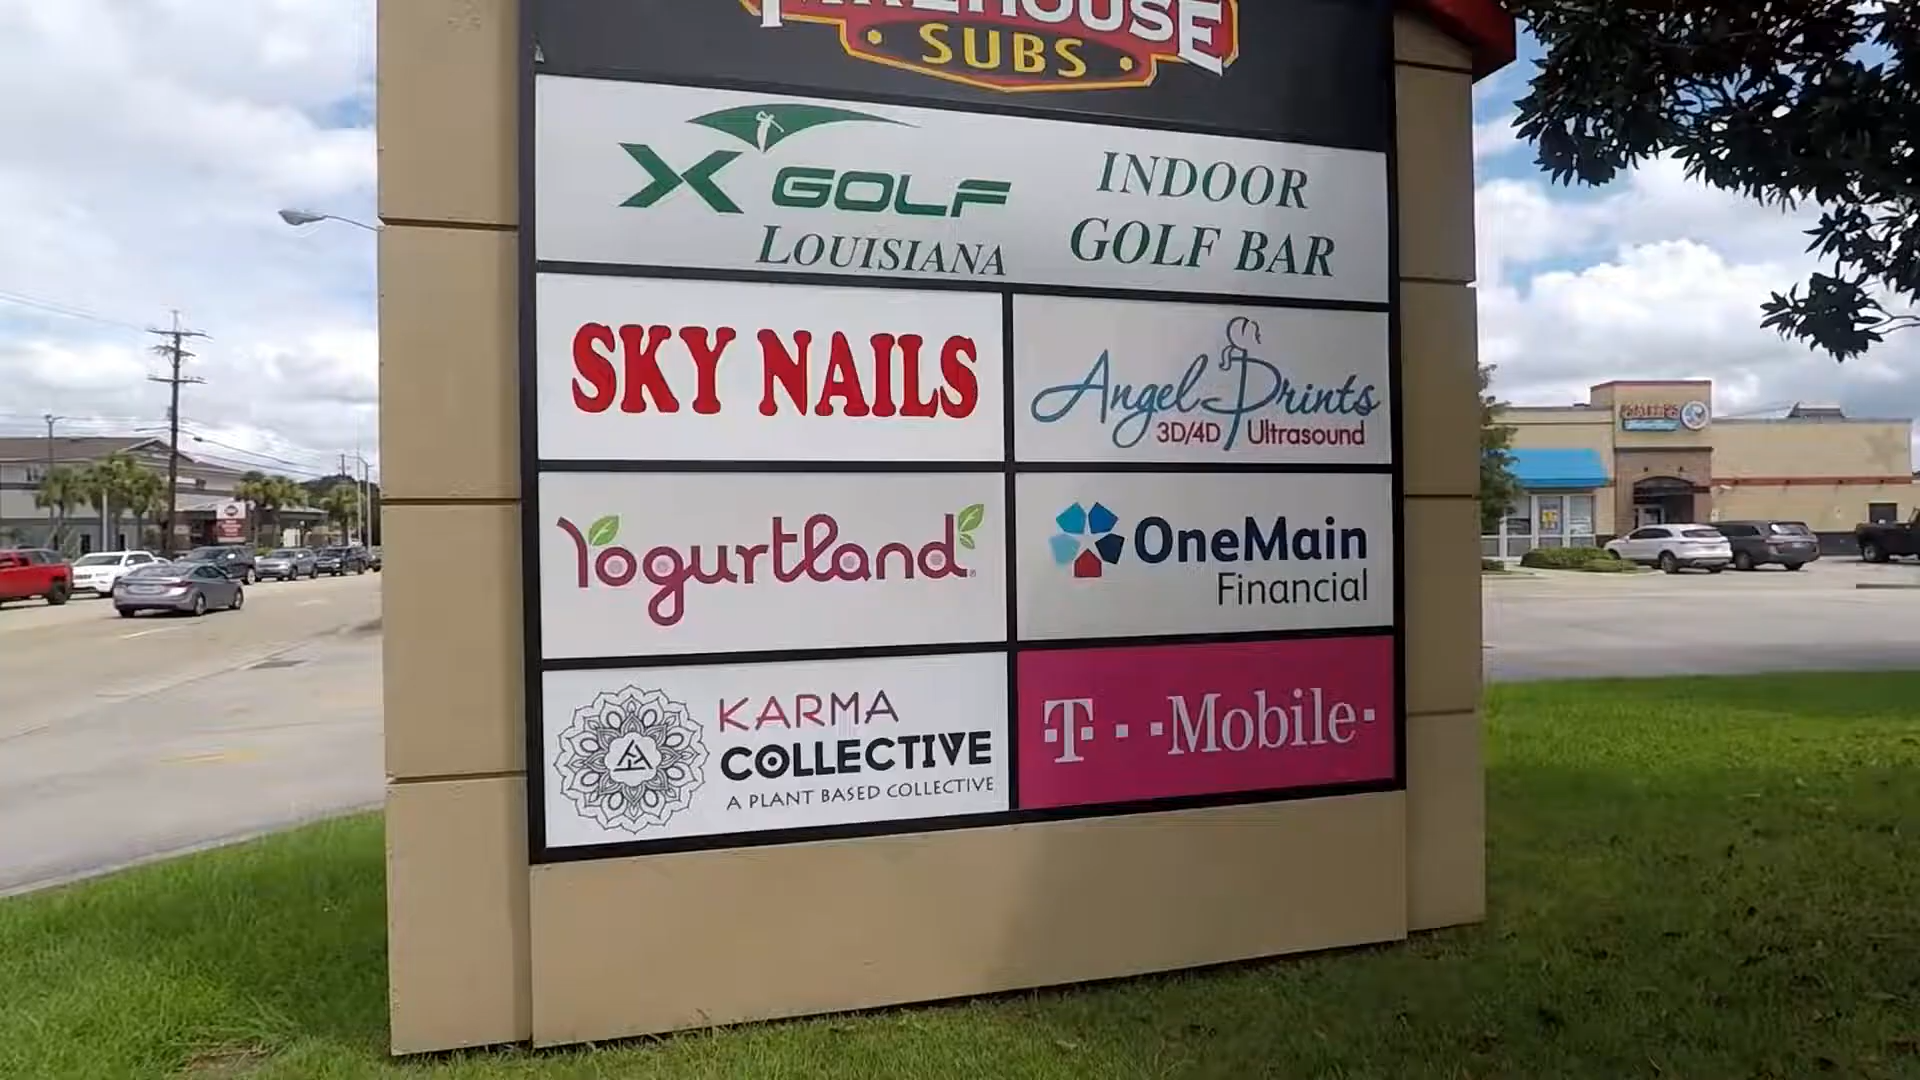 FIREHOUSE
SUBS
X GOLF
LOUISIANA
INDOOR
GOLF BAR
SKY NAILS
Angel Prints
3D/4D Ultrasound
Yogurtland
OneMain
Financial
KARMA
COLLECTIVE
A PLANT BASED COLLECTIVE
T··Mobile·